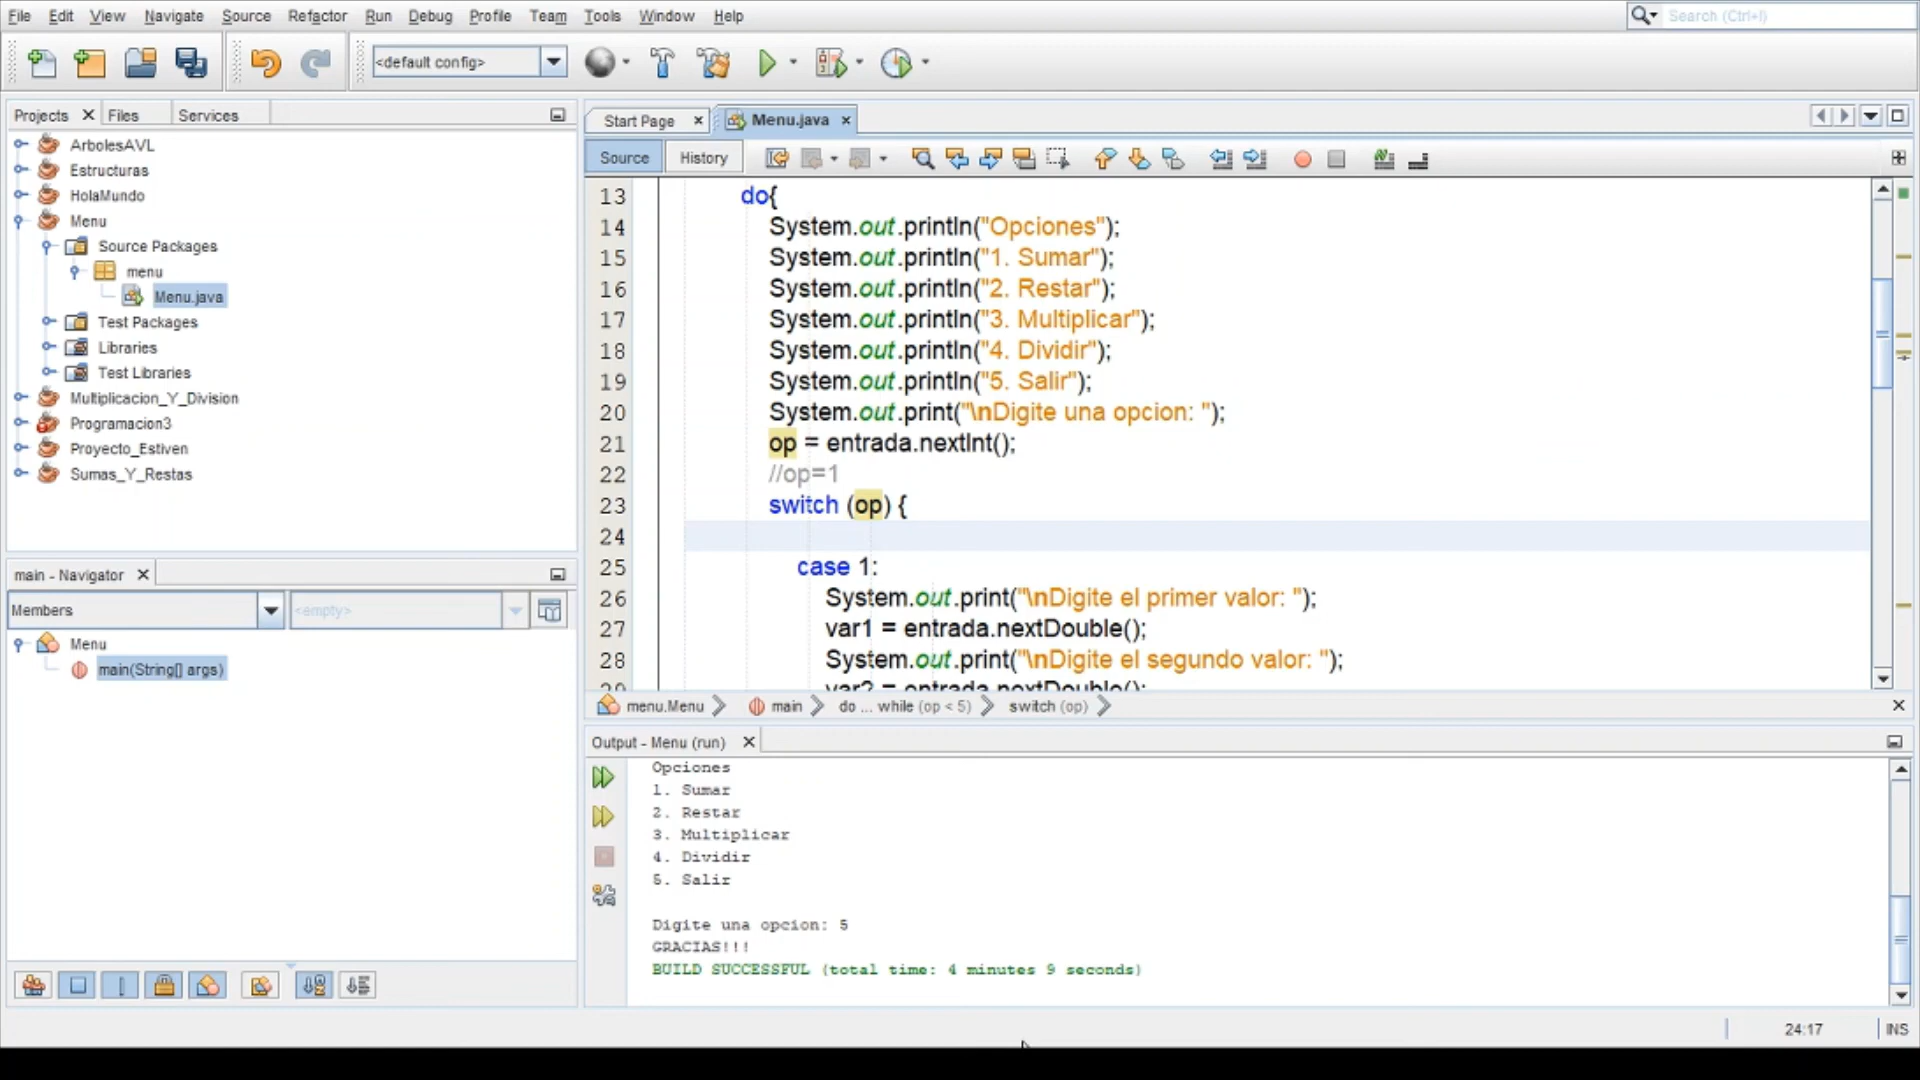 File Edit View Navigate Source Refactor Run Debug Profile Team Tools Window Help
Search (Ctrl+I)
<default config>
Projects Files Services
ArbolesAVL
Estructuras
HolaMundo
Menu
Source Packages
menu
Menu.java
Test Packages
Libraries
Test Libraries
Multiplicacion_Y_Division
Programacion3
Proyecto_Estiven
Sumas_Y_Restas
main - Navigator
Members
<empty>
Menu
main(String[] args)
Start Page
Menu.java
Source History
13 do{
14 System.out.println("Opciones");
15 System.out.println("1. Sumar");
16 System.out.println("2. Restar");
17 System.out.println("3. Multiplicar");
18 System.out.println("4. Dividir");
19 System.out.println("5. Salir");
20 System.out.print("\nDigite una opcion: ");
21 op = entrada.nextInt();
22 //op=1
23 switch (op) {
24
25 case 1:
26 System.out.print("\nDigite el primer valor: ");
27 var1 = entrada.nextDouble();
28 System.out.print("\nDigite el segundo valor: ");
29 var2 = entrada.nextDouble();
menu.Menu main do ... while (op < 5) switch (op)
Output - Menu (run)
Opciones
1. Sumar
2. Restar
3. Multiplicar
4. Dividir
5. Salir
Digite una opcion: 5
GRACIAS!!!
BUILD SUCCESSFUL (total time: 4 minutes 9 seconds)
24:17 INS